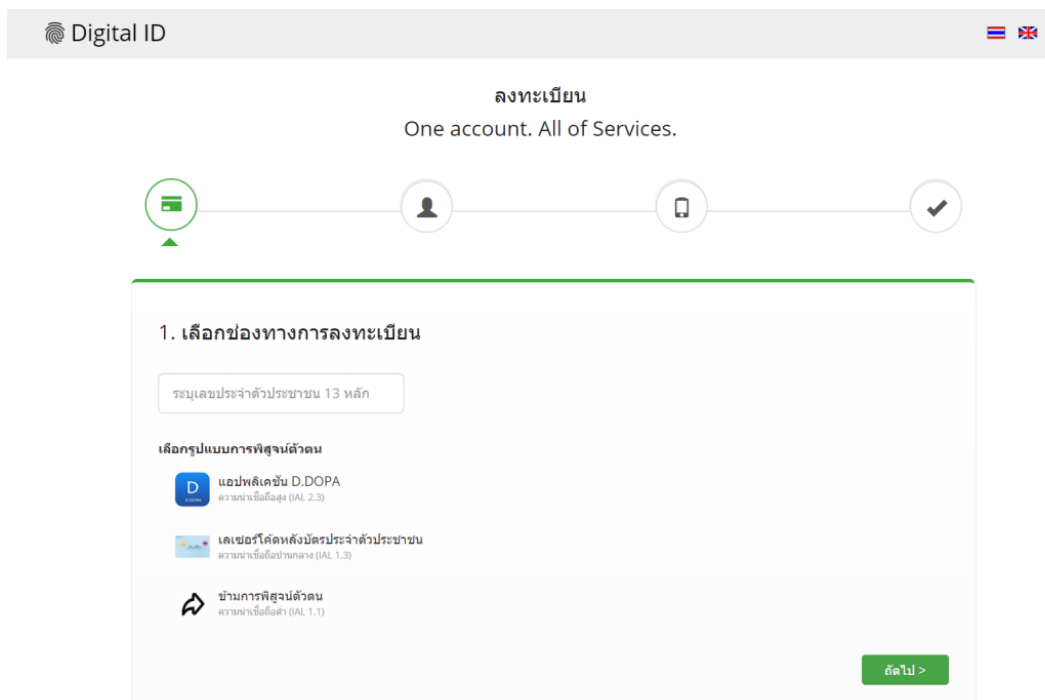 Digital ID
ลงทะเบียน
One account. All of Services.
1. เลือกช่องทางการลงทะเบียน
ระบุเลขประจำตัวประชาชน 13 หลัก
เลือกรูปแบบการพิสูจน์ตัวตน
D
D.DOPA
แอปพลิเคชัน D.DOPA
ความน่าเชื่อถือสูง (IAL 2.3)
เลเซอร์โค้ดหลังบัตรประจำตัวประชาชน
ความน่าเชื่อถือปานกลาง (IAL 1.3)
ข้ามการพิสูจน์ตัวตน
ความน่าเชื่อถือต่ำ (IAL 1.1)
ถัดไป >